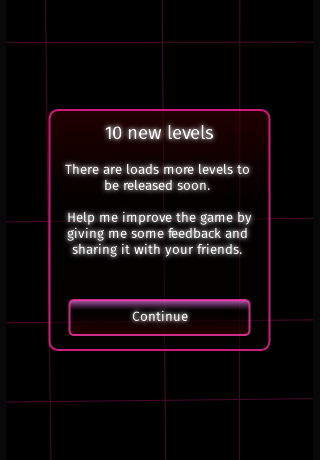 10 new levels
There are loads more levels to
be released soon.
Help me improve the game by
giving me some feedback and
sharing it with your friends.
Continue